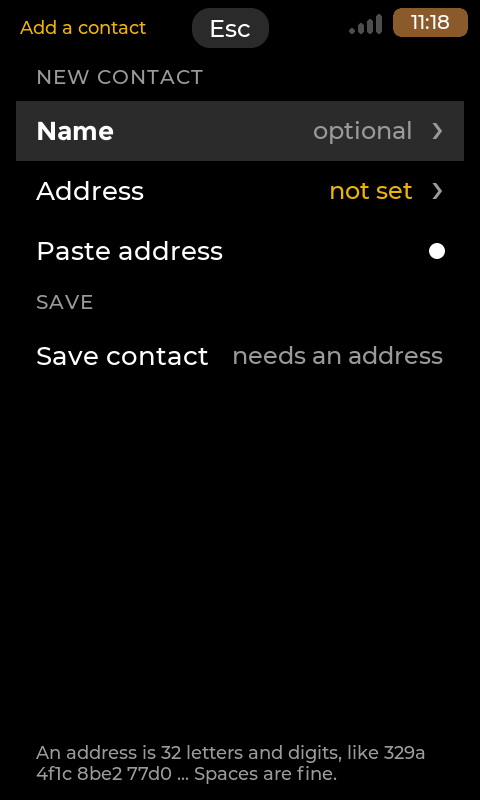 Add a contact
Esc
11:18
NEW CONTACT
Name optional
Address not set
Paste address
SAVE
Save contact needs an address
An address is 32 letters and digits, like 329a
4f1c 8be2 77d0 ... Spaces are fine.